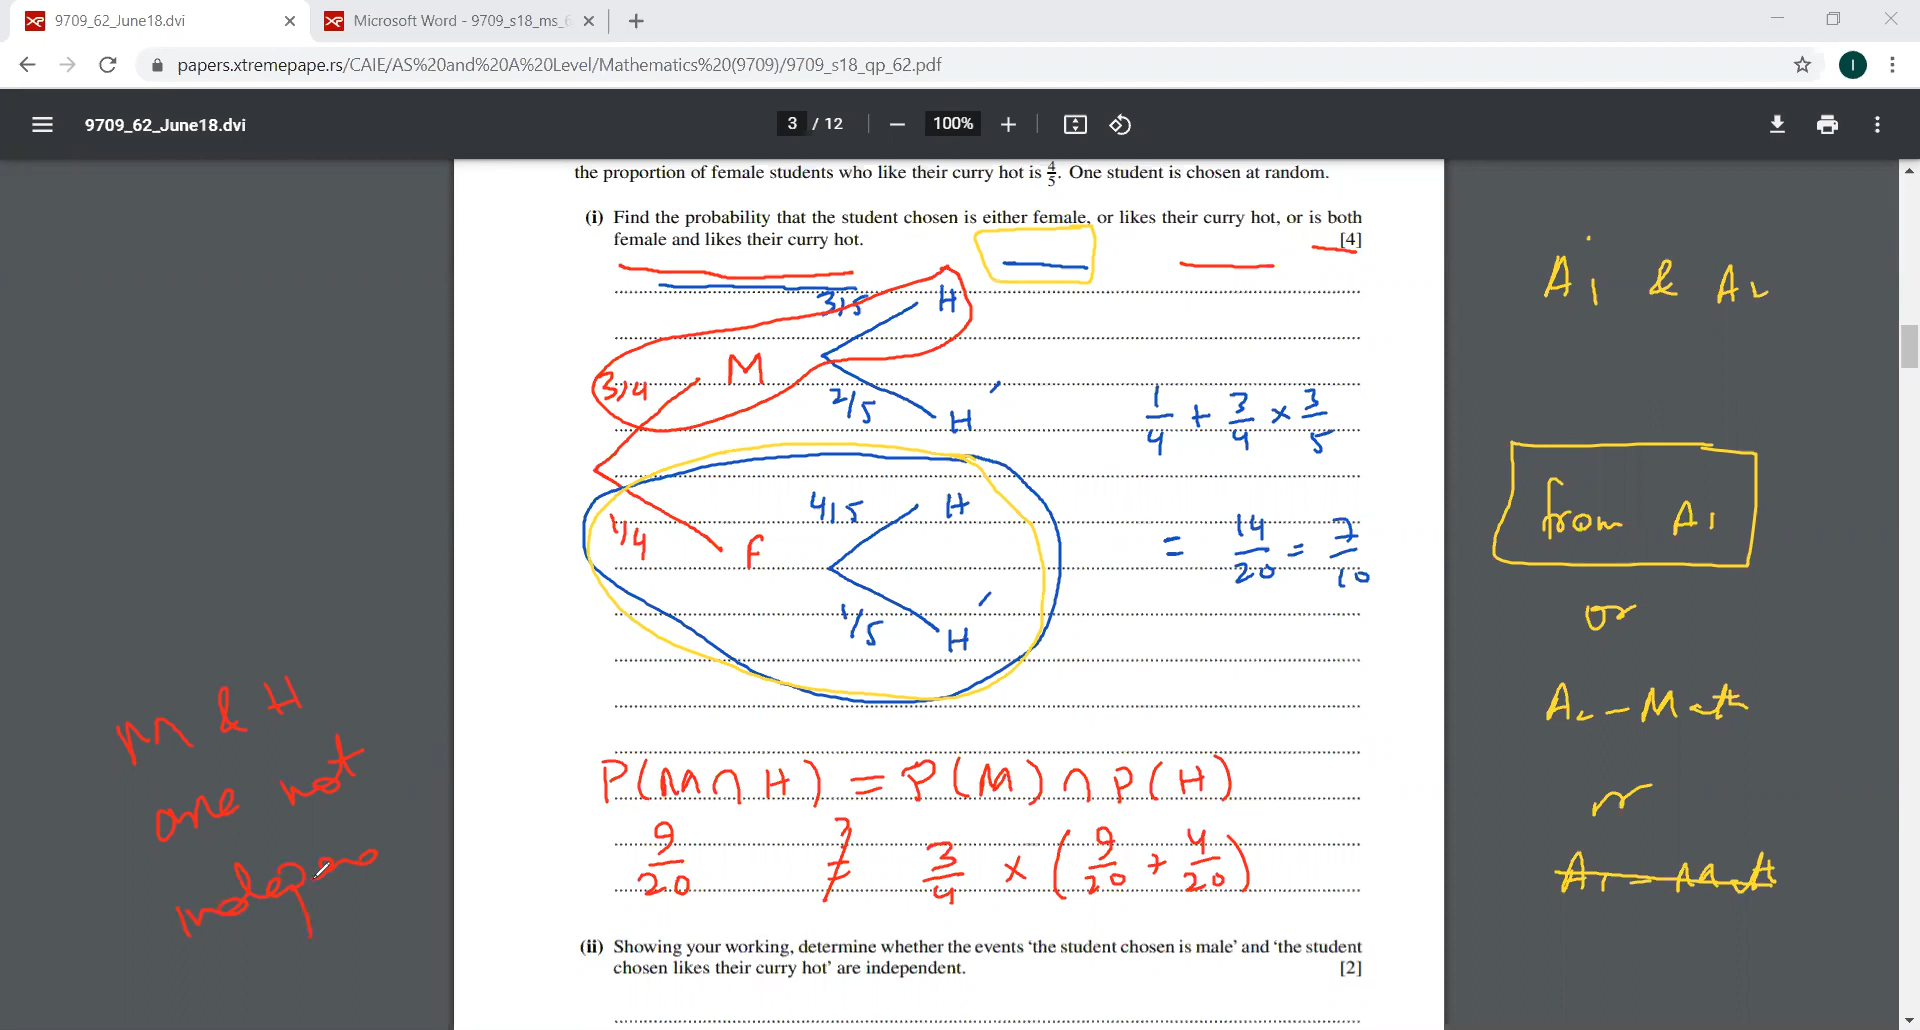 9709_62_June18.dvi
Microsoft Word - 9709_s18_ms_6
papers.xtremepape.rs/CAIE/AS%20and%20A%20Level/Mathematics%20(9709)/9709_s18_qp_62.pdf
I
9709_62_June18.dvi
3 / 12
100%
the proportion of female students who like their curry hot is 4/5. One student is chosen at random.
(i) Find the probability that the student chosen is either female, or likes their curry hot, or is both
female and likes their curry hot. [4]
3/5 H
M
3/4
2/5 H ′
1/4 + 3/4 × 3/5
4/5 H
1/4 F
= 14/20 = 7/10
1/5 H ′
P(M∩H) = P(M)∩P(H)
9/20 ≠ 3/4 × (9/20 + 4/20)
(ii) Showing your working, determine whether the events ‘the student chosen is male’ and ‘the student
chosen likes their curry hot’ are independent. [2]
M & H
are not
A1 & A2
from A1
or
A2 - Math
or
A1 - Math